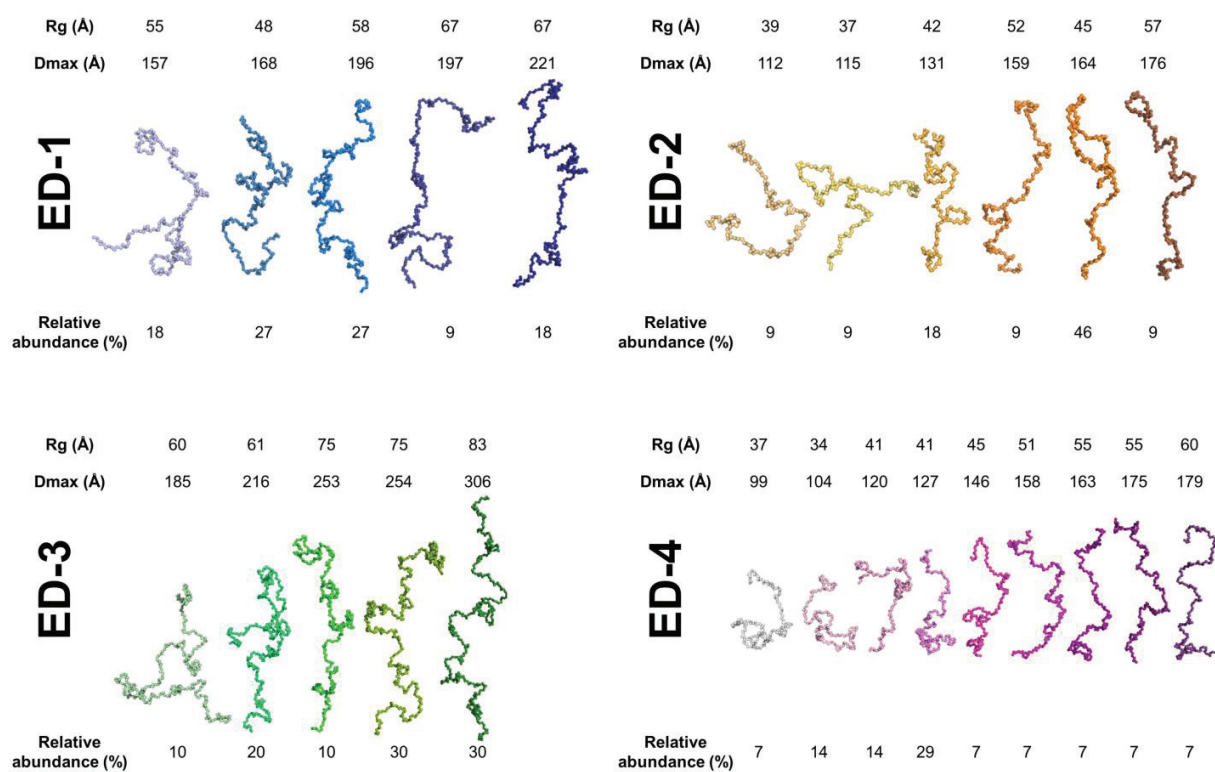 Rg (Å) 55 48 58 67 67
Dmax (Å) 157 168 196 197 221
ED-1
Relative
abundance (%) 18 27 27 9 18
Rg (Å) 39 37 42 52 45 57
Dmax (Å) 112 115 131 159 164 176
ED-2
Relative
abundance (%) 9 9 18 9 46 9
Rg (Å) 60 61 75 75 83
Dmax (Å) 185 216 253 254 306
ED-3
Relative
abundance (%) 10 20 10 30 30
Rg (Å) 37 34 41 41 45 51 55 55 60
Dmax (Å) 99 104 120 127 146 158 163 175 179
ED-4
Relative
abundance (%) 7 14 14 29 7 7 7 7 7